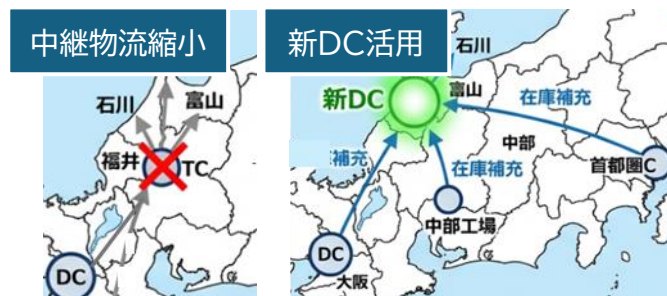 中継物流縮小
石川
富山
福井
TC
DC
新DC活用
石川
富山
新DC
在庫補充
中部
補充
在庫補充
首都圏C
中部工場
DC
大阪